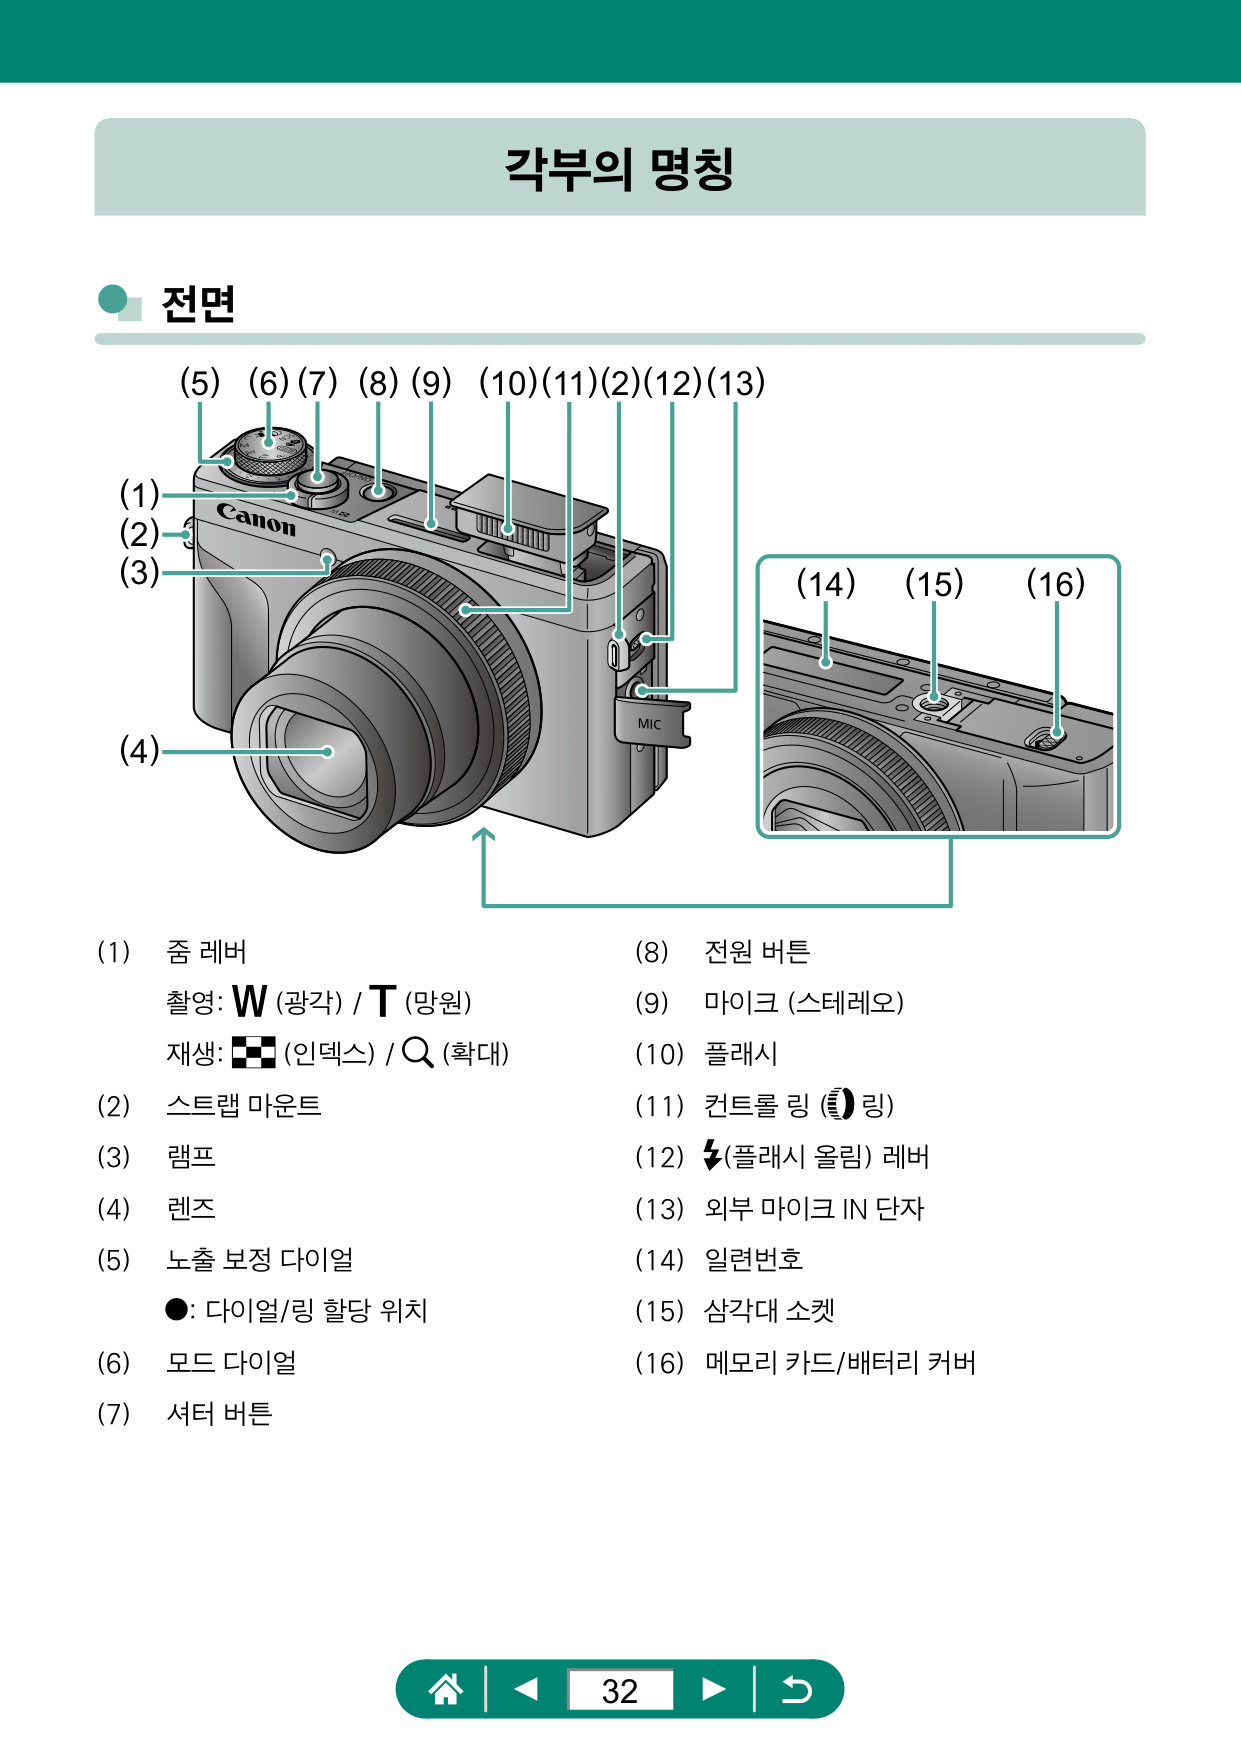 각부의 명칭
전면
(5) (6) (7) (8) (9) (10) (11) (2) (12) (13)
(1)
(2)
(3)
(4)
Canon
MIC
(14) (15) (16)
(1) 줌 레버
촬영: W (광각) / T (망원)
재생: (인덱스) / (확대)
(2) 스트랩 마운트
(3) 램프
(4) 렌즈
(5) 노출 보정 다이얼
●: 다이얼/링 할당 위치
(6) 모드 다이얼
(7) 셔터 버튼
(8) 전원 버튼
(9) 마이크 (스테레오)
(10) 플래시
(11) 컨트롤 링 ( 링)
(12) (플래시 올림) 레버
(13) 외부 마이크 IN 단자
(14) 일련번호
(15) 삼각대 소켓
(16) 메모리 카드/배터리 커버
32